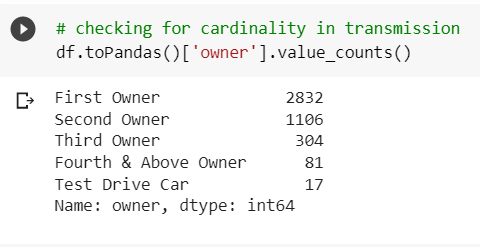 # checking for cardinality in transmission
df.toPandas()['owner'].value_counts()
First Owner 2832
Second Owner 1106
Third Owner 304
Fourth & Above Owner 81
Test Drive Car 17
Name: owner, dtype: int64